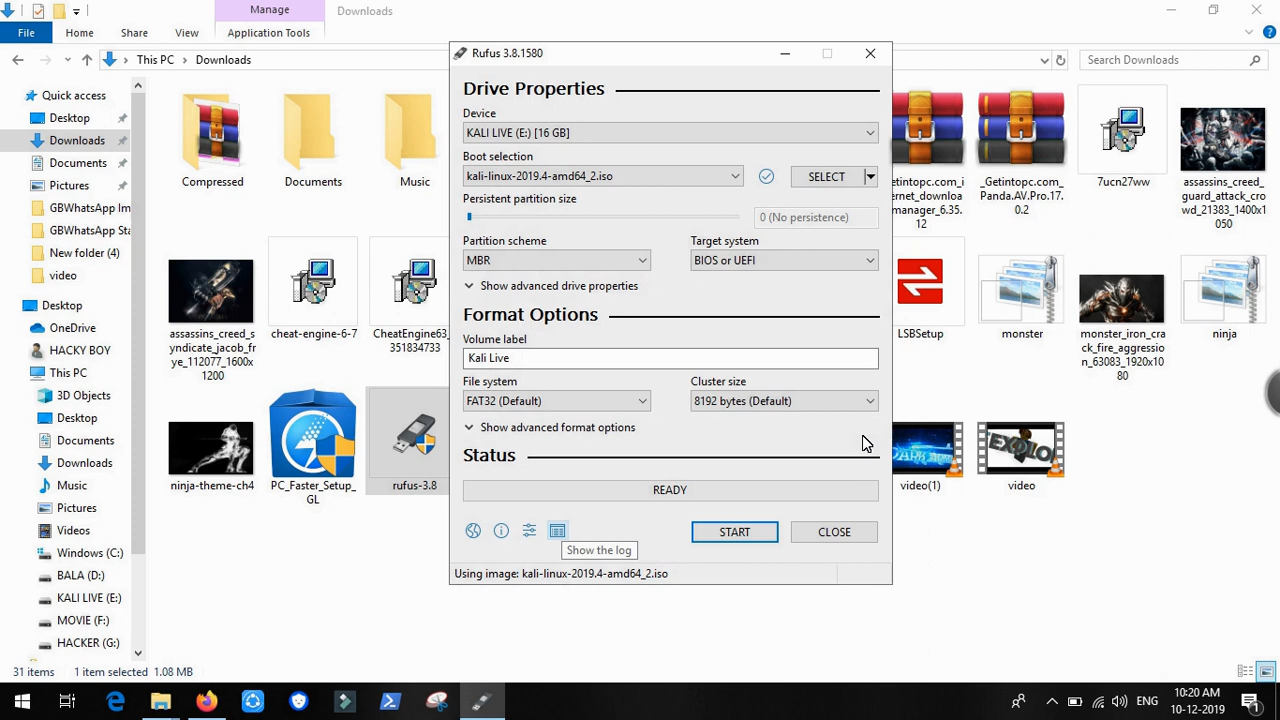 Manage
Downloads
File
Home
Share
View
Application Tools
This PC
Downloads
Search Downloads
Quick access
Desktop
Downloads
Documents
Pictures
GBWhatsApp Im
GBWhatsApp Sta
New folder (4)
video
Desktop
OneDrive
HACKY BOY
This PC
3D Objects
Desktop
Documents
Downloads
Music
Pictures
Videos
Windows (C:)
BALA (D:)
KALI LIVE (E:)
MOVIE (F:)
HACKER (G:)
Compressed
Documents
Music
_Getintopc.com_
Panda.AV.Pro.17.
0.2
7ucn27ww
assassins_creed_
guard_attack_cro
wd_21383_1400x1
050
etintopc.com_i
ernet_downloa
manager_6.35.
12
assassins_creed_s
yndicate_jacob_fr
ye_112077_1600x
1200
cheat-engine-6-7
CheatEngine63_
351834733
LSBSetup
monster
monster_iron_cra
ck_fire_aggression
_63083_1920x10
80
ninja
ninja-theme-ch4
PC_Faster_Setup_
GL
rufus-3.8
video(1)
video
Rufus 3.8.1580
Drive Properties
Device
KALI LIVE (E:) [16 GB]
Boot selection
kali-linux-2019.4-amd64_2.iso
SELECT
Persistent partition size
0 (No persistence)
Partition scheme
Target system
MBR
BIOS or UEFI
Show advanced drive properties
Format Options
Volume label
Kali Live
File system
Cluster size
FAT32 (Default)
8192 bytes (Default)
Show advanced format options
Status
READY
START
CLOSE
Show the log
Using image: kali-linux-2019.4-amd64_2.iso
31 items
1 item selected 1.08 MB
ENG
10:20 AM
10-12-2019
1